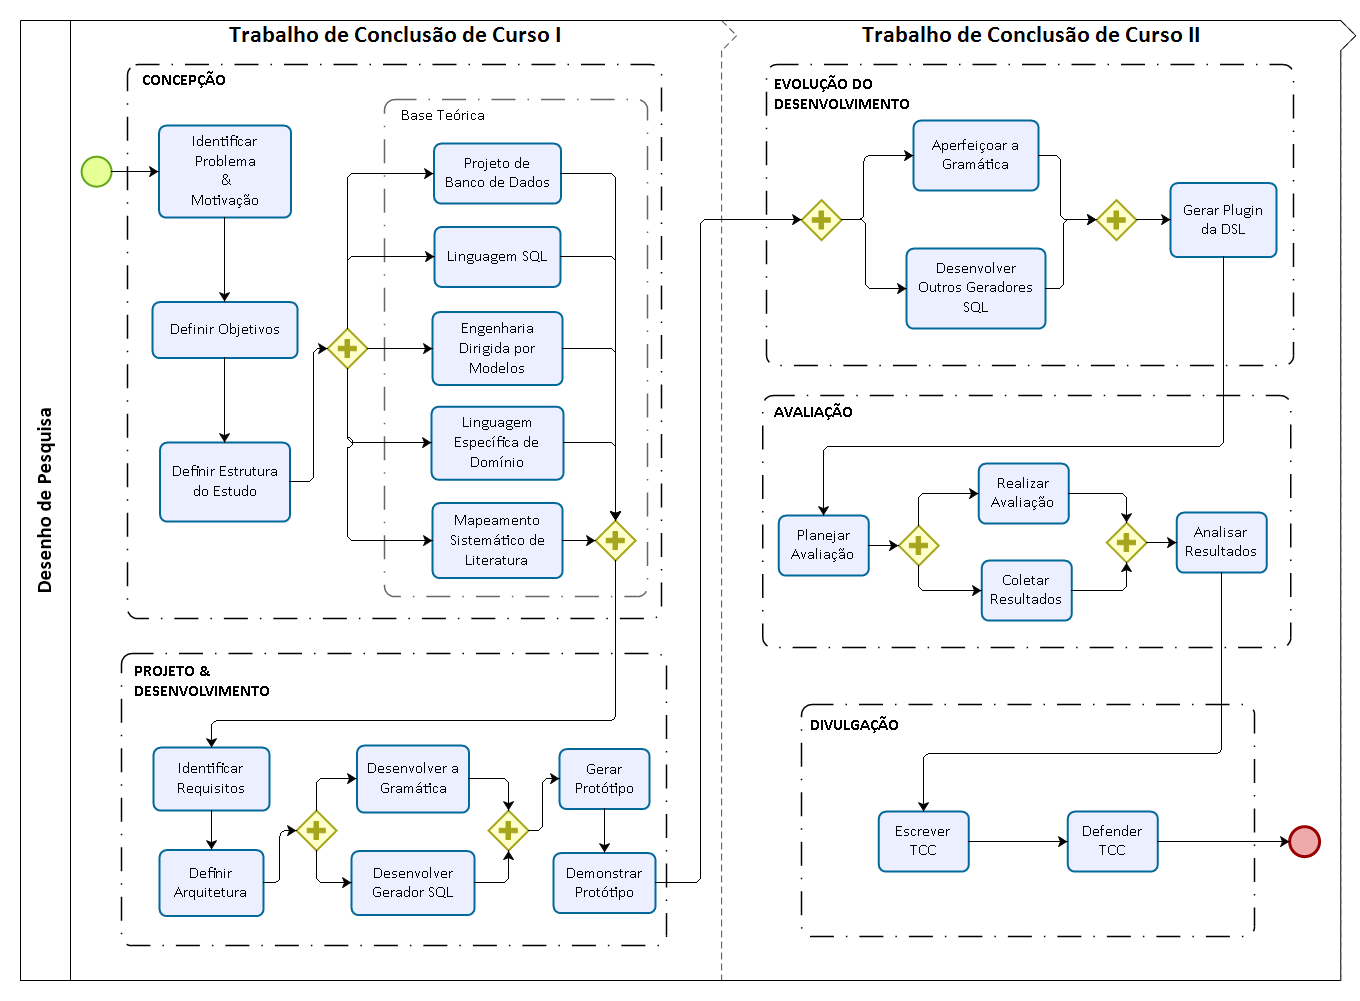 Desenho de Pesquisa
Trabalho de Conclusão de Curso I
CONCEPÇÃO
Identificar
Problema
&
Motivação
Definir Objetivos
Definir Estrutura
do Estudo
Base Teórica
Projeto de
Banco de Dados
Linguagem SQL
Engenharia
Dirigida por
Modelos
Linguagem
Específica de
Domínio
Mapeamento
Sistemático de
Literatura
PROJETO &
DESENVOLVIMENTO
Identificar
Requisitos
Definir
Arquitetura
Desenvolver a
Gramática
Desenvolver
Gerador SQL
Gerar
Protótipo
Demonstrar
Protótipo
Trabalho de Conclusão de Curso II
EVOLUÇÃO DO
DESENVOLVIMENTO
Aperfeiçoar a
Gramática
Desenvolver
Outros Geradores
SQL
Gerar Plugin
da DSL
AVALIAÇÃO
Planejar
Avaliação
Realizar
Avaliação
Coletar
Resultados
Analisar
Resultados
DIVULGAÇÃO
Escrever
TCC
Defender
TCC